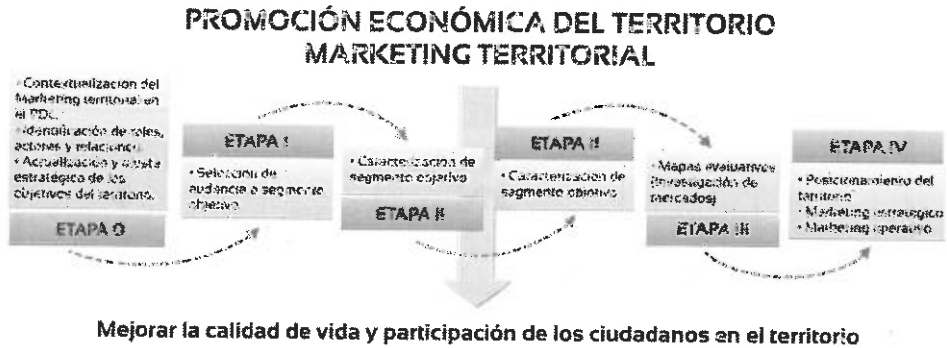 PROMOCIÓN ECONÓMICA DEL TERRITORIO
MARKETING TERRITORIAL
• Contextualización del
Marketing territorial en
el PDL.
• Identificación de roles,
actores y relaciones.
• Actualización y ajuste
estratégico de los
objetivos del territorio.
ETAPA 0
ETAPA I
• Selección de
audiencia o segmento
objetivo
• Caracterización de
segmento objetivo
ETAPA II
ETAPA II
• Caracterización de
segmento objetivo
• Mapas evaluativos
(Investigación de
mercados)
ETAPA III
ETAPA IV
• Posicionamiento del
territorio
• Marketing estratégico
• Marketing operativo
Mejorar la calidad de vida y participación de los ciudadanos en el territorio